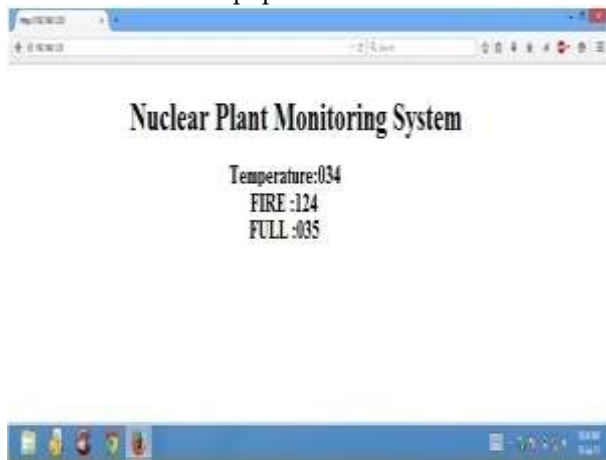 Nuclear Plant Monitoring System
Temperature:034
FIRE :124
FULL :035